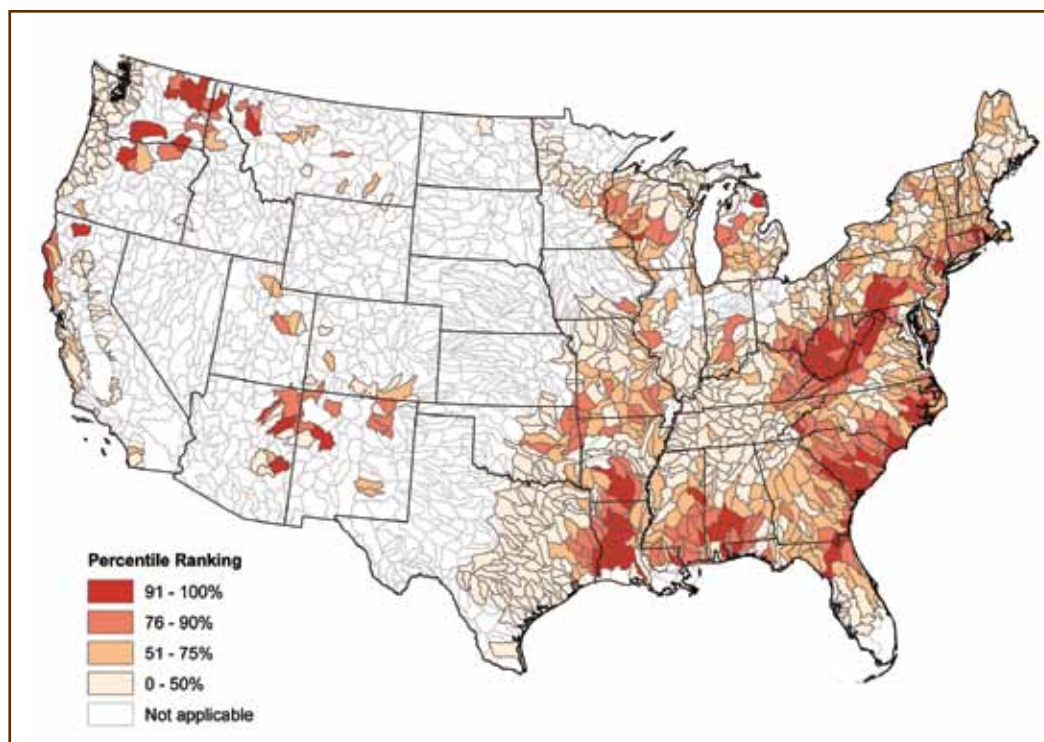 Percentile Ranking
91 - 100%
76 - 90%
51 - 75%
0 - 50%
Not applicable